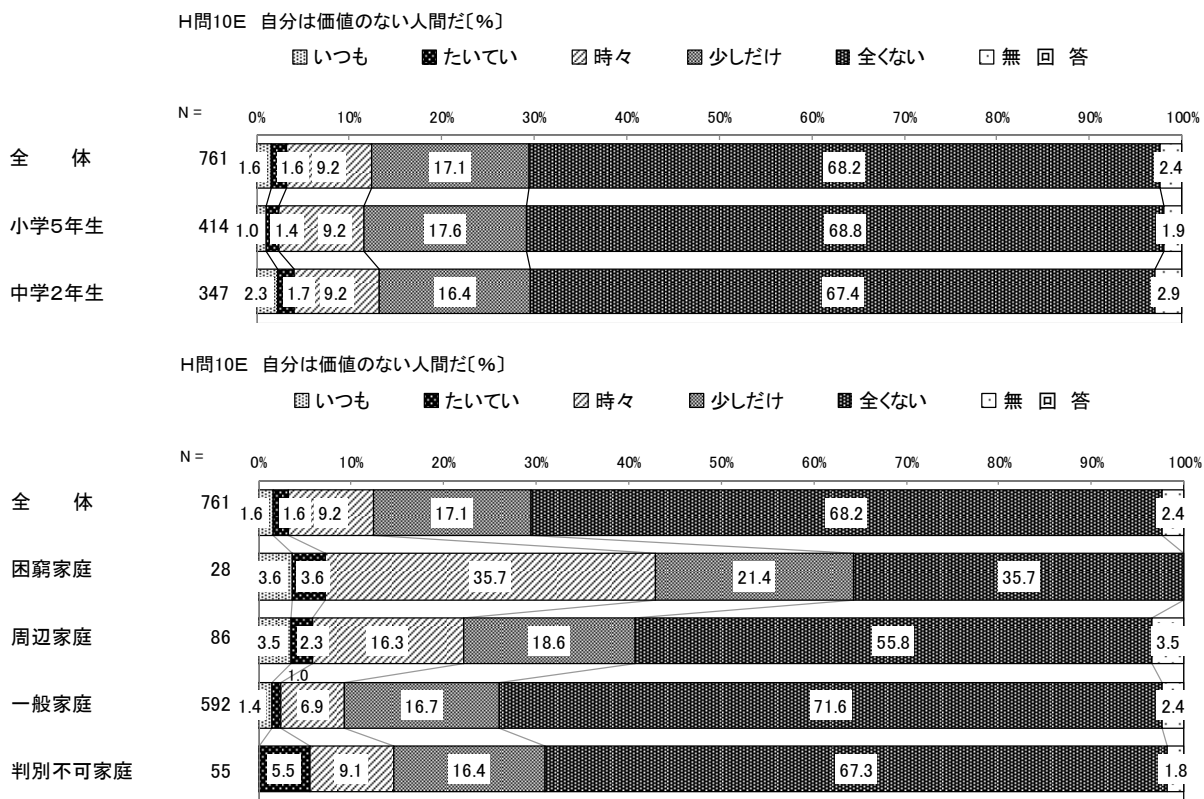 H問10E 自分は価値のない人間だ〔%〕
いつも たいてい 時々 少しだけ 全くない 無 回 答
N = 0% 10% 20% 30% 40% 50% 60% 70% 80% 90% 100%
全 体 761 1.6 1.6 9.2 17.1 68.2 2.4
小学5年生 414 1.0 1.4 9.2 17.6 68.8 1.9
中学2年生 347 2.3 1.7 9.2 16.4 67.4 2.9
H問10E 自分は価値のない人間だ〔%〕
いつも たいてい 時々 少しだけ 全くない 無 回 答
N = 0% 10% 20% 30% 40% 50% 60% 70% 80% 90% 100%
全 体 761 1.6 1.6 9.2 17.1 68.2 2.4
困窮家庭 28 3.6 3.6 35.7 21.4 35.7
周辺家庭 86 3.5 2.3 16.3 18.6 55.8 3.5
一般家庭 592 1.4 1.0 6.9 16.7 71.6 2.4
判別不可家庭 55 5.5 9.1 16.4 67.3 1.8